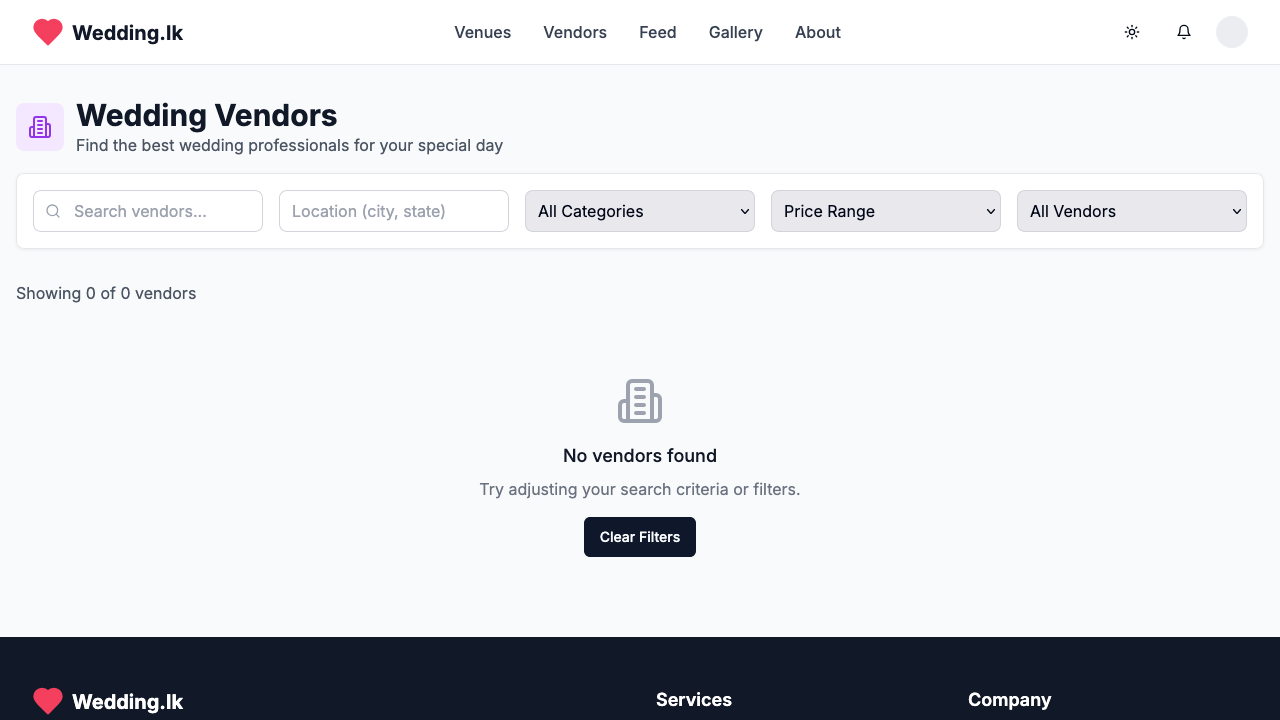 Wedding.lk
Venues
Vendors
Feed
Gallery
About
Wedding Vendors
Find the best wedding professionals for your special day
Search vendors...
Location (city, state)
All Categories
Price Range
All Vendors
Showing 0 of 0 vendors
No vendors found
Try adjusting your search criteria or filters.
Clear Filters
Wedding.lk
Services
Company